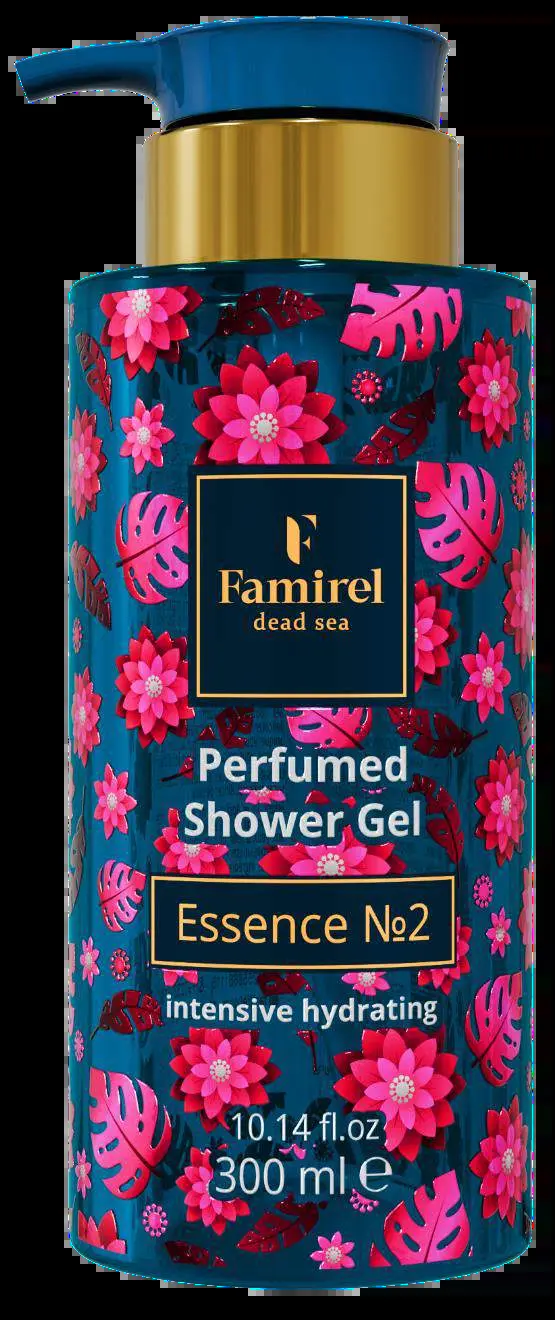 Famirel
dead sea
Perfumed
Shower Gel
Essence №2
intensive hydrating
10.14 fl.oz
300 ml ℮